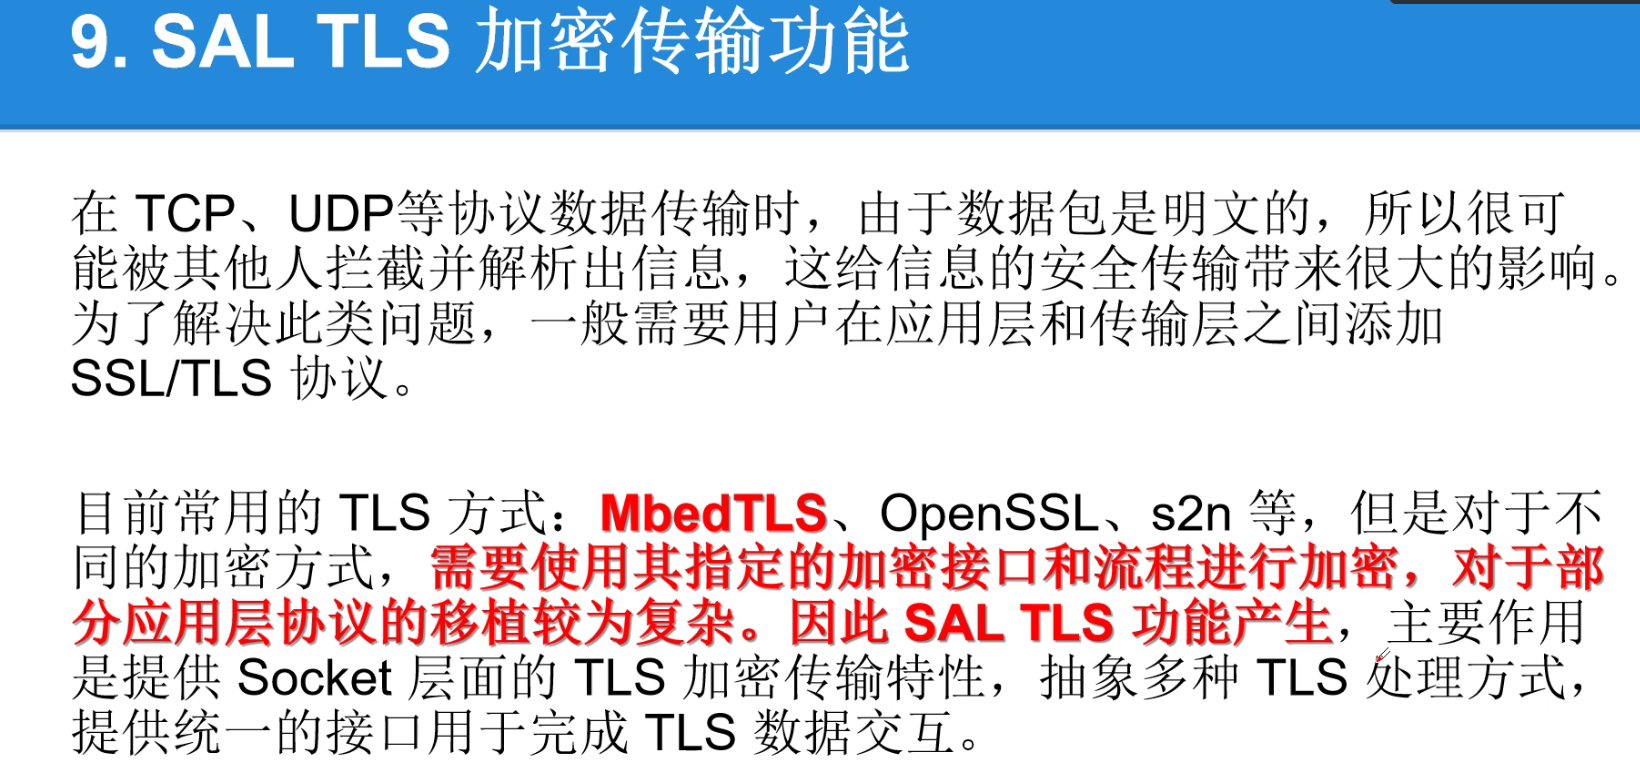 9. SAL TLS 加密传输功能
在 TCP、UDP等协议数据传输时，由于数据包是明文的，所以很可
能被其他人拦截并解析出信息，这给信息的安全传输带来很大的影响。
为了解决此类问题，一般需要用户在应用层和传输层之间添加
SSL/TLS 协议。
目前常用的 TLS 方式：MbedTLS、OpenSSL、s2n 等，但是对于不
同的加密方式，需要使用其指定的加密接口和流程进行加密，对于部
分应用层协议的移植较为复杂。因此 SAL TLS 功能产生，主要作用
是提供 Socket 层面的 TLS 加密传输特性，抽象多种 TLS 处理方式，
提供统一的接口用于完成 TLS 数据交互。